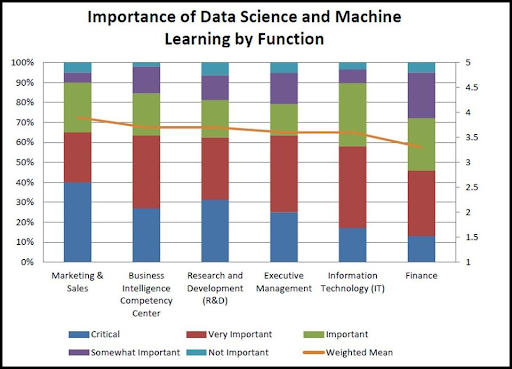 Importance of Data Science and Machine
Learning by Function
100%
90%
80%
70%
60%
50%
40%
30%
20%
10%
0%
5
4.5
4
3.5
3
2.5
2
1.5
1
Marketing &
Sales
Business
Intelligence
Competency
Center
Research and
Development
(R&D)
Executive
Management
Information
Technology (IT)
Finance
Critical
Very Important
Important
Somewhat Important
Not Important
Weighted Mean